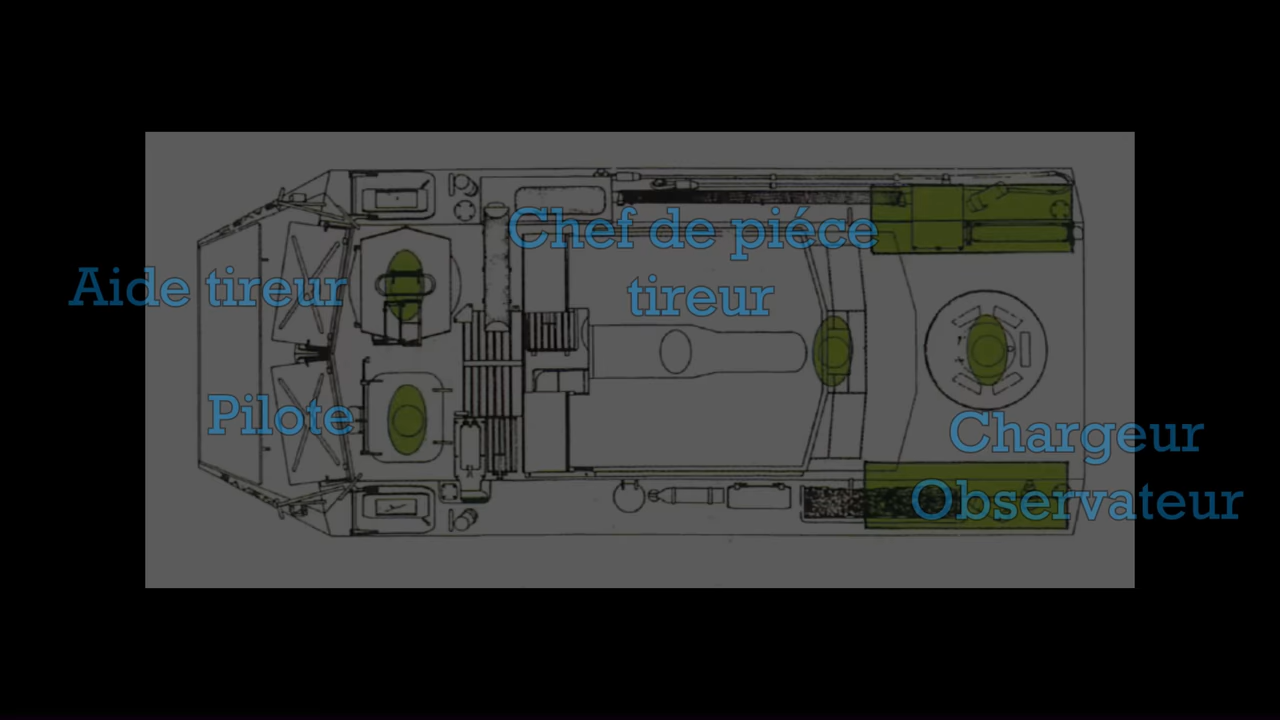 Chef de piéce
tireur
Aide tireur
Pilote
Chargeur
Observateur